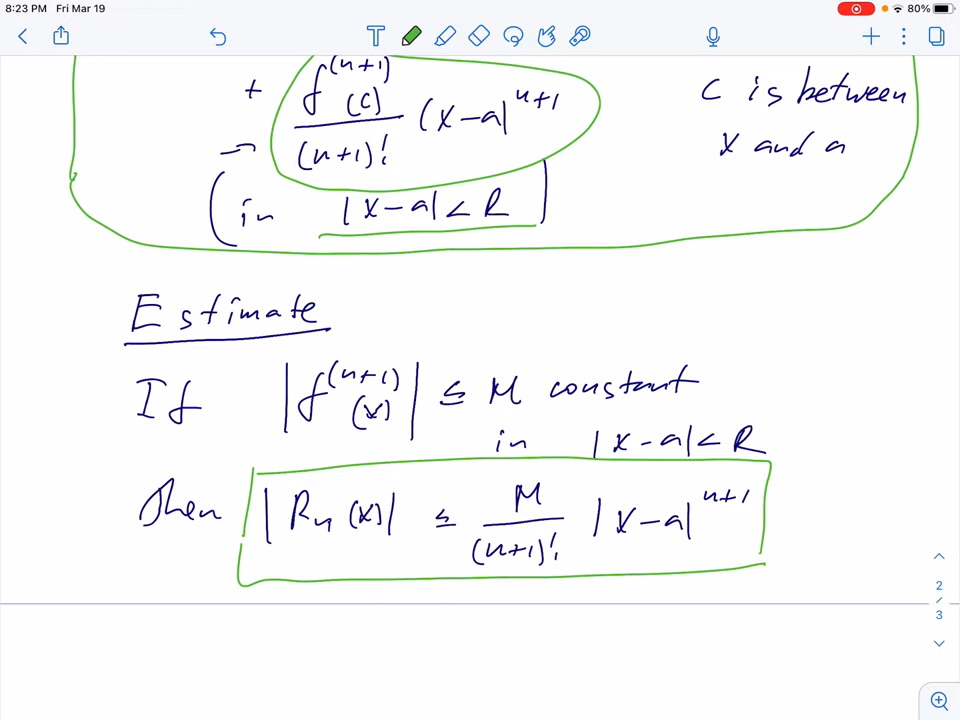 8:23 PM Fri Mar 19
80%
T
+ f^(n+1)(c) / (n+1)! (x-a)^n+1
c is between
x and a
(in |x-a| < R)
Estimate
If |f^(n+1)(x)| ≤ M constant
in |x-a| < R
Then |Rn(x)| ≤ M / (n+1)! |x-a|^n+1
2
/
3